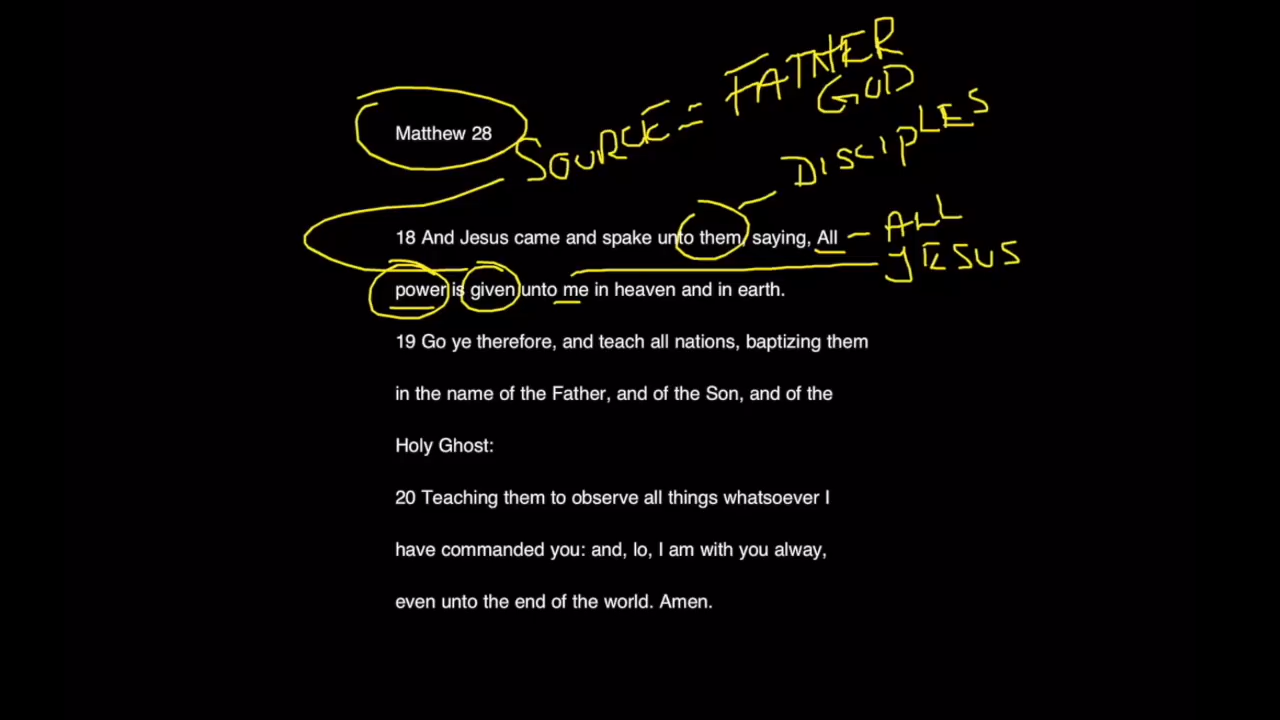 Matthew 28
SOURCE = FATHER
GOD
DISCIPLES
18 And Jesus came and spake unto them, saying, All - ALL
JESUS
power is given unto me in heaven and in earth.
19 Go ye therefore, and teach all nations, baptizing them
in the name of the Father, and of the Son, and of the
Holy Ghost:
20 Teaching them to observe all things whatsoever I
have commanded you: and, lo, I am with you alway,
even unto the end of the world. Amen.